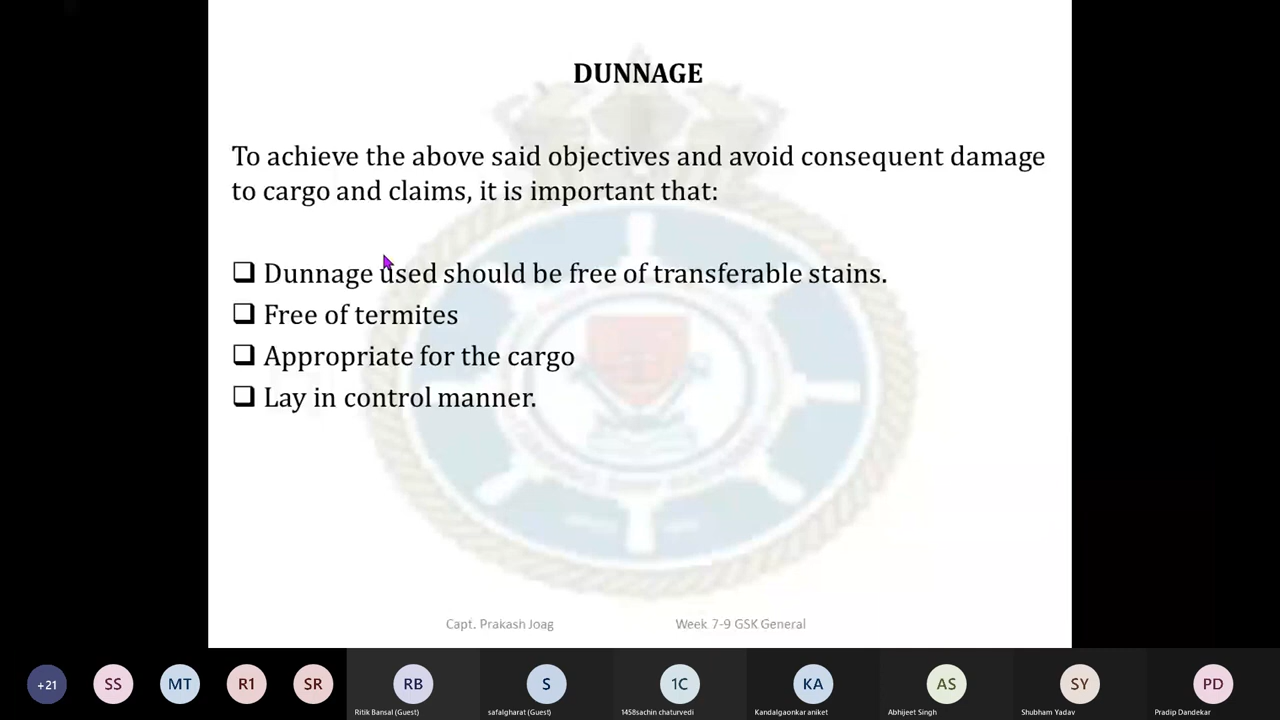 DUNNAGE
To achieve the above said objectives and avoid consequent damage
to cargo and claims, it is important that:
❑ Dunnage used should be free of transferable stains.
❑ Free of termites
❑ Appropriate for the cargo
❑ Lay in control manner.
Capt. Prakash Joag Week 7-9 GSK General
+21 SS MT R1 SR RB S 1C KA AS SY PD
Ritik Bansal (Guest) safalgharat (Guest) 1458sachin chaturvedi Kandalgaonkar aniket Abhijeet Singh Shubham Yadav Pradip Dandekar